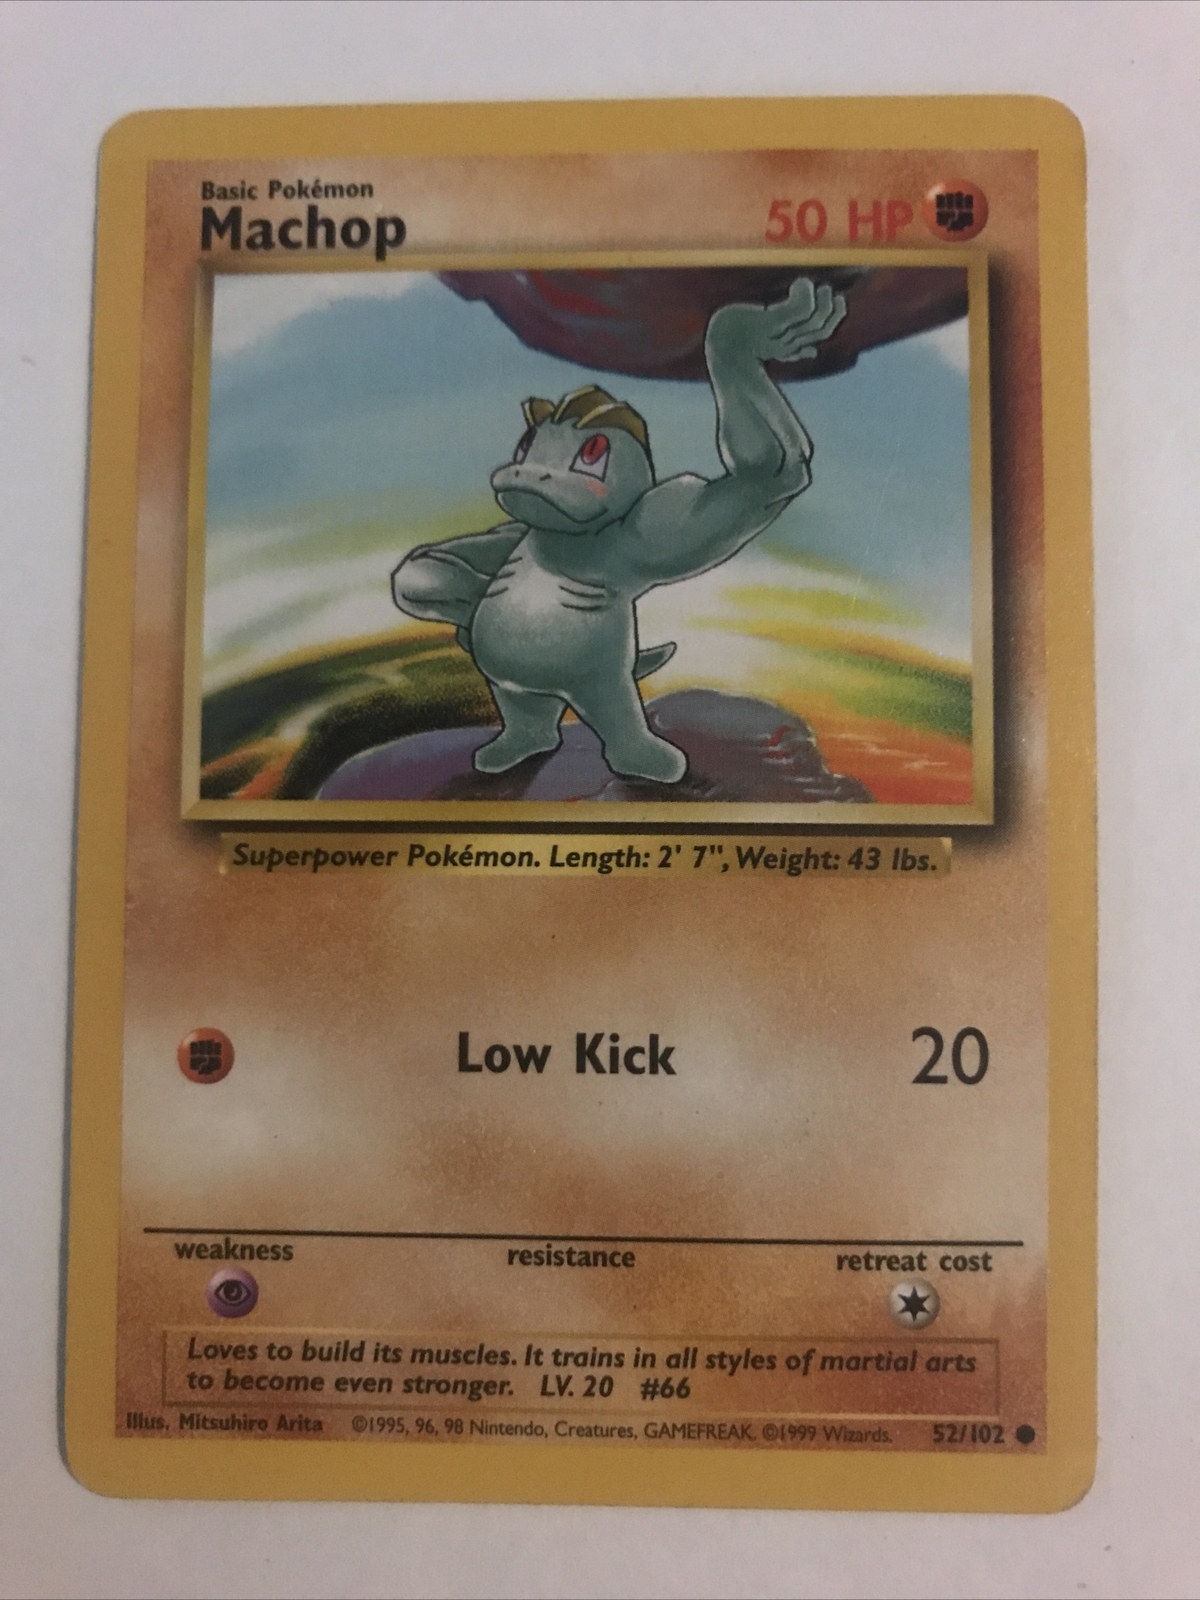 Basic Pokémon
Machop
50 HP
Superpower Pokémon. Length: 2' 7", Weight: 43 lbs.
Low Kick 20
weakness resistance retreat cost
Loves to build its muscles. It trains in all styles of martial arts
to become even stronger. LV. 20 #66
Illus. Mitsuhiro Arita ©1995, 96, 98 Nintendo, Creatures, GAMEFREAK. ©1999 Wizards. 52/102